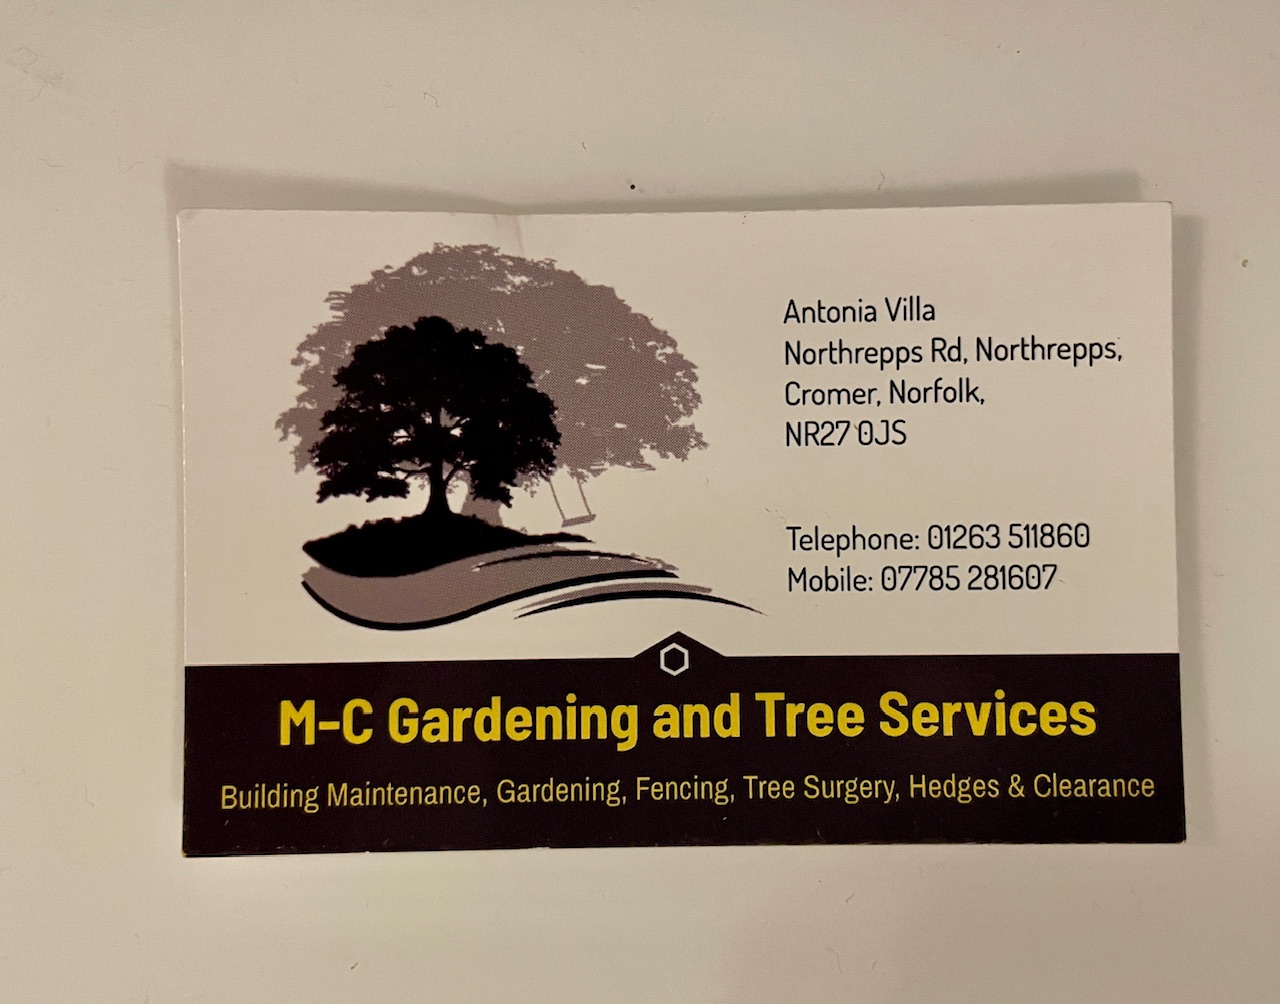 Antonia Villa
Northrepps Rd, Northrepps,
Cromer, Norfolk,
NR27 0JS
Telephone: 01263 511860
Mobile: 07785 281607
M-C Gardening and Tree Services
Building Maintenance, Gardening, Fencing, Tree Surgery, Hedges & Clearance